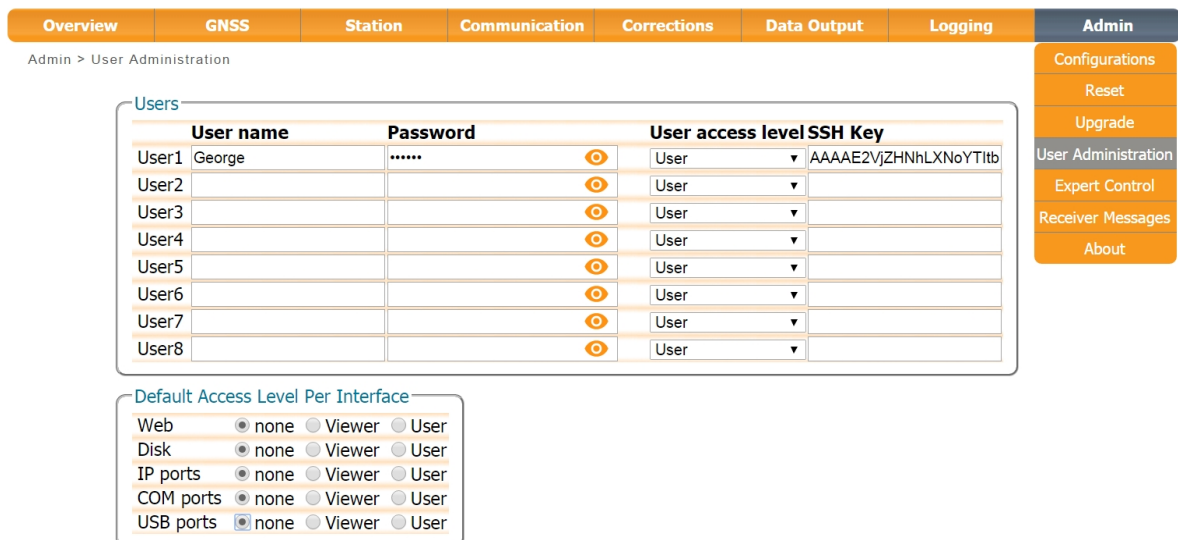 Overview GNSS Station Communication Corrections Data Output Logging Admin
Admin > User Administration
Configurations
Reset
Upgrade
User Administration
Expert Control
Receiver Messages
About
Users
User name Password User access level SSH Key
User1 George •••••• User AAAAE2VjZHNhLXNoYTItb
User2 User
User3 User
User4 User
User5 User
User6 User
User7 User
User8 User
Default Access Level Per Interface
Web none Viewer User
Disk none Viewer User
IP ports none Viewer User
COM ports none Viewer User
USB ports none Viewer User